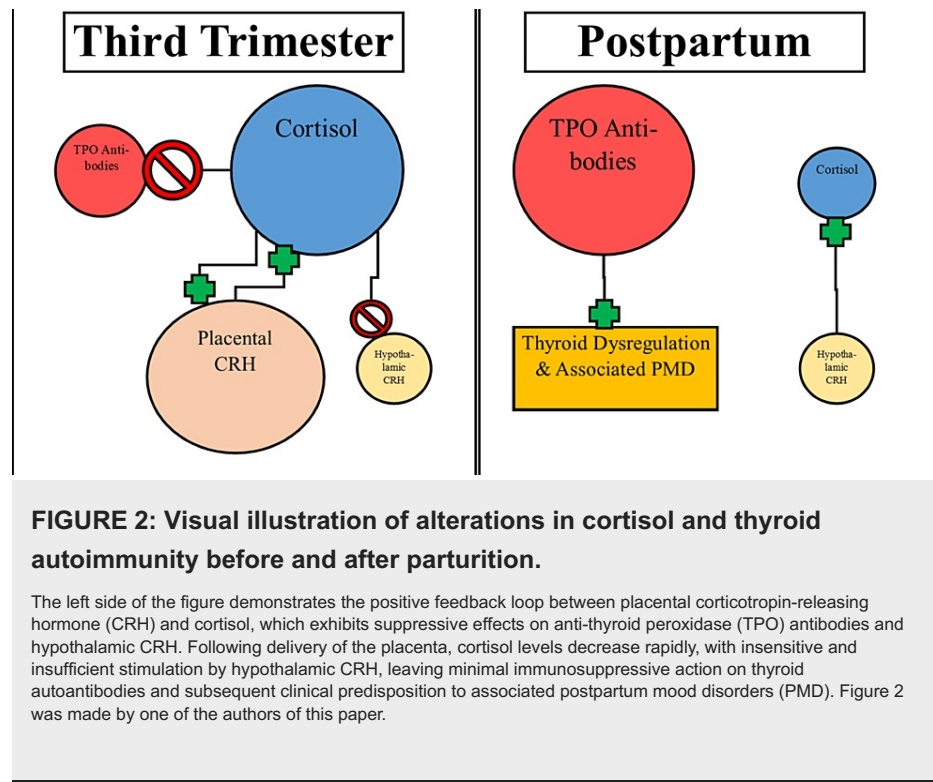 Third Trimester
TPO Anti-
bodies
Cortisol
Placental
CRH
Hypotha-
lamic
CRH
Postpartum
TPO Anti-
bodies
Cortisol
Thyroid Dysregulation
& Associated PMD
Hypotha-
lamic
CRH
FIGURE 2: Visual illustration of alterations in cortisol and thyroid
autoimmunity before and after parturition.
The left side of the figure demonstrates the positive feedback loop between placental corticotropin-releasing
hormone (CRH) and cortisol, which exhibits suppressive effects on anti-thyroid peroxidase (TPO) antibodies and
hypothalamic CRH. Following delivery of the placenta, cortisol levels decrease rapidly, with insensitive and
insufficient stimulation by hypothalamic CRH, leaving minimal immunosuppressive action on thyroid
autoantibodies and subsequent clinical predisposition to associated postpartum mood disorders (PMD). Figure 2
was made by one of the authors of this paper.